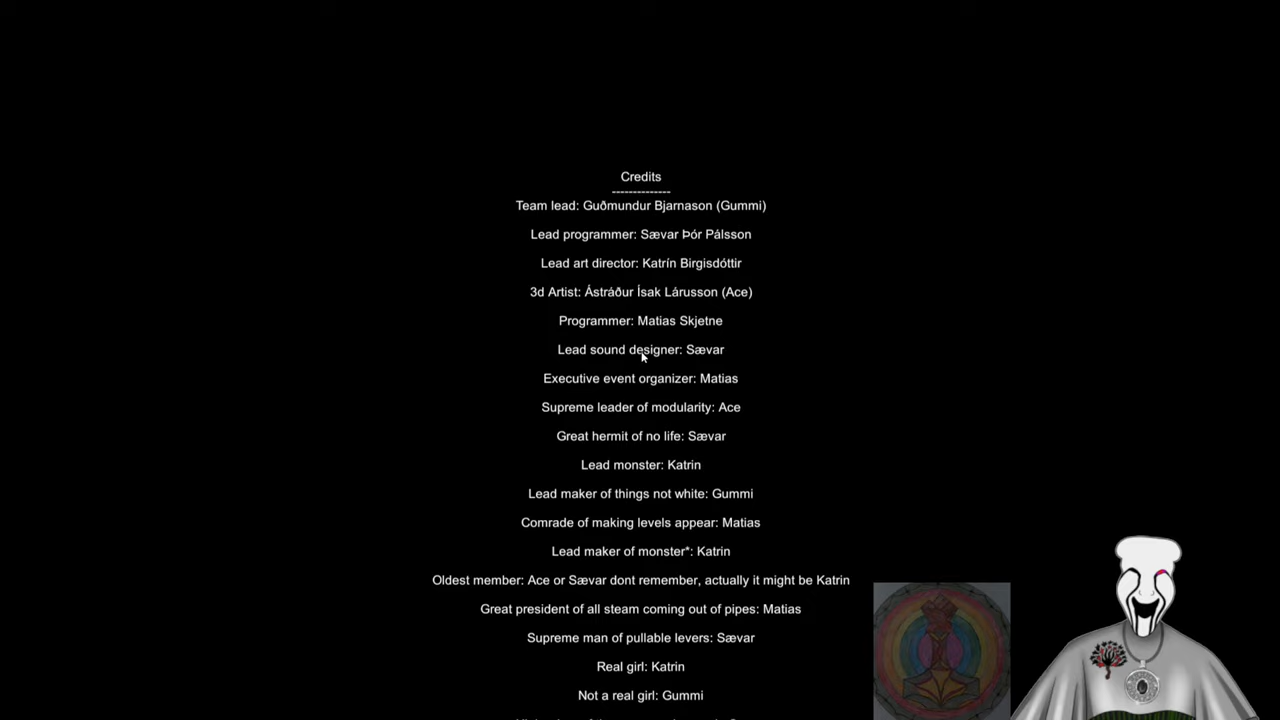 Credits
--------------
Team lead: Guðmundur Bjarnason (Gummi)
Lead programmer: Sævar Þór Pálsson
Lead art director: Katrín Birgisdóttir
3d Artist: Ástráður Ísak Lárusson (Ace)
Programmer: Matias Skjetne
Lead sound designer: Sævar
Executive event organizer: Matias
Supreme leader of modularity: Ace
Great hermit of no life: Sævar
Lead monster: Katrin
Lead maker of things not white: Gummi
Comrade of making levels appear: Matias
Lead maker of monster*: Katrin
Oldest member: Ace or Sævar dont remember, actually it might be Katrin
Great president of all steam coming out of pipes: Matias
Supreme man of pullable levers: Sævar
Real girl: Katrin
Not a real girl: Gummi